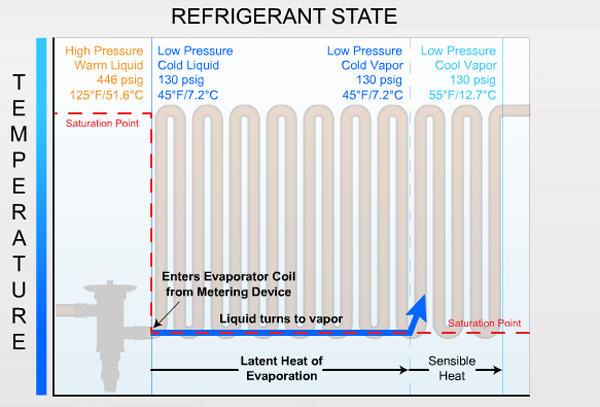 REFRIGERANT STATE
TEMPERATURE
High Pressure
Warm Liquid
446 psig
125°F/51.6°C
Low Pressure
Cold Liquid
130 psig
45°F/7.2°C
Low Pressure
Cold Vapor
130 psig
45°F/7.2°C
Low Pressure
Cool Vapor
130 psig
55°F/12.7°C
Saturation Point
Enters Evaporator Coil
from Metering Device
Liquid turns to vapor
Saturation Point
Latent Heat of
Evaporation
Sensible
Heat